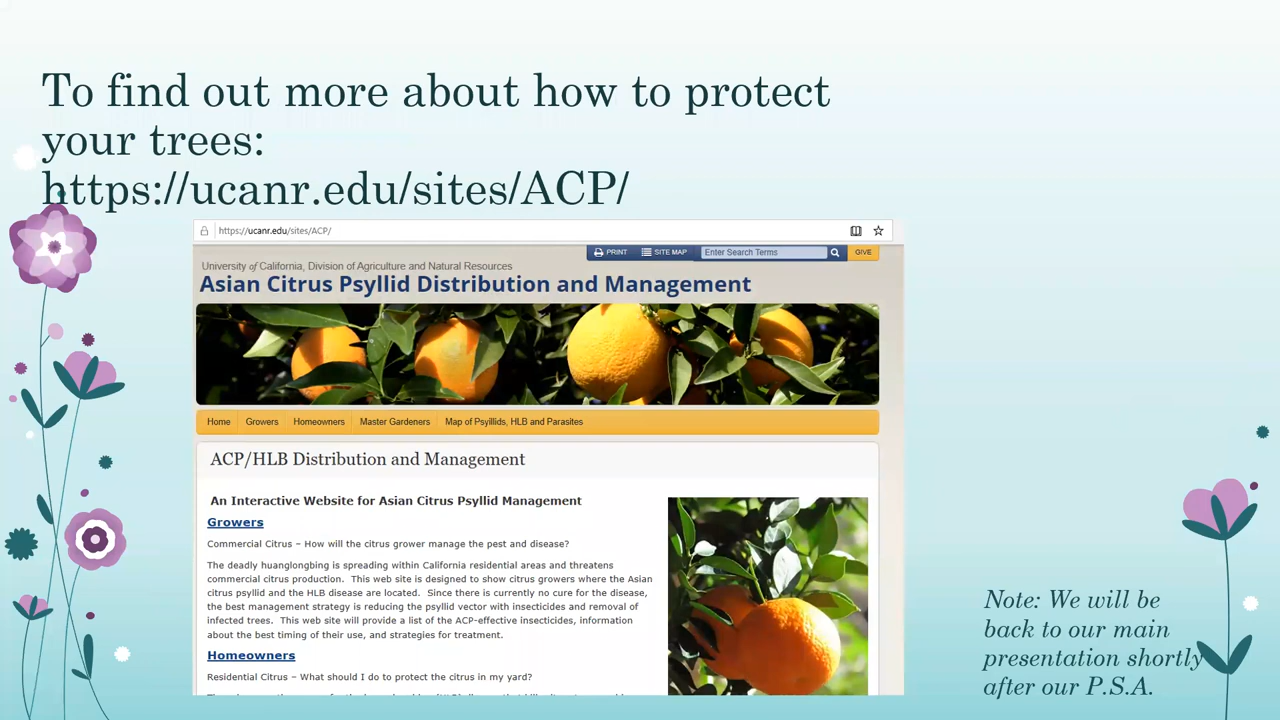 To find out more about how to protect
your trees:
https://ucanr.edu/sites/ACP/
https://ucanr.edu/sites/ACP/
PRINT SITE MAP Enter Search Terms GIVE
University of California, Division of Agriculture and Natural Resources
Asian Citrus Psyllid Distribution and Management
Home Growers Homeowners Master Gardeners Map of Psyllids, HLB and Parasites
ACP/HLB Distribution and Management
An Interactive Website for Asian Citrus Psyllid Management
Growers
Commercial Citrus – How will the citrus grower manage the pest and disease?
The deadly huanglongbing is spreading within California residential areas and threatens
commercial citrus production. This web site is designed to show citrus growers where the Asian
citrus psyllid and the HLB disease are located. Since there is currently no cure for the disease,
the best management strategy is reducing the psyllid vector with insecticides and removal of
infected trees. This web site will provide a list of the ACP-effective insecticides, information
about the best timing of their use, and strategies for treatment.
Homeowners
Residential Citrus – What should I do to protect the citrus in my yard?
Note: We will be
back to our main
presentation shortly
after our P.S.A.